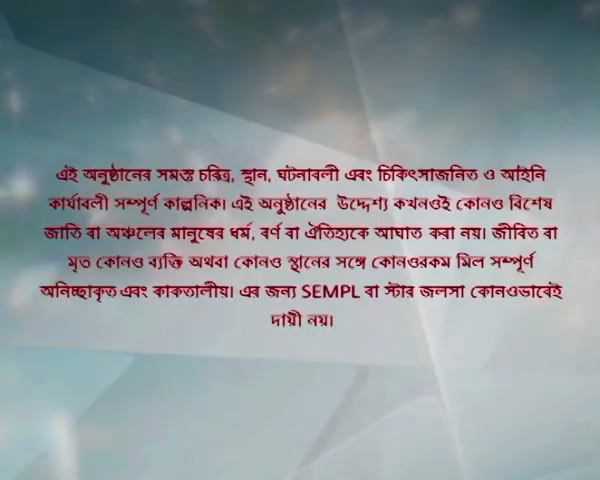 এই অনুষ্ঠানের সমস্ত চরিত্র, স্থান, ঘটনাবলী এবং চিকিৎসাজনিত ও আইনি
কার্যাবলী সম্পূর্ণ কাল্পনিক। এই অনুষ্ঠানের উদ্দেশ্য কখনওই কোনও বিশেষ
জাতি বা অঞ্চলের মানুষের ধর্ম, বর্ণ বা ঐতিহ্যকে আঘাত করা নয়। জীবিত বা
মৃত কোনও ব্যক্তি অথবা কোনও স্থানের সঙ্গে কোনওরকম মিল সম্পূর্ণ
অনিচ্ছাকৃত এবং কাকতালীয়। এর জন্য SEMPL বা স্টার জলসা কোনওভাবেই
দায়ী নয়।